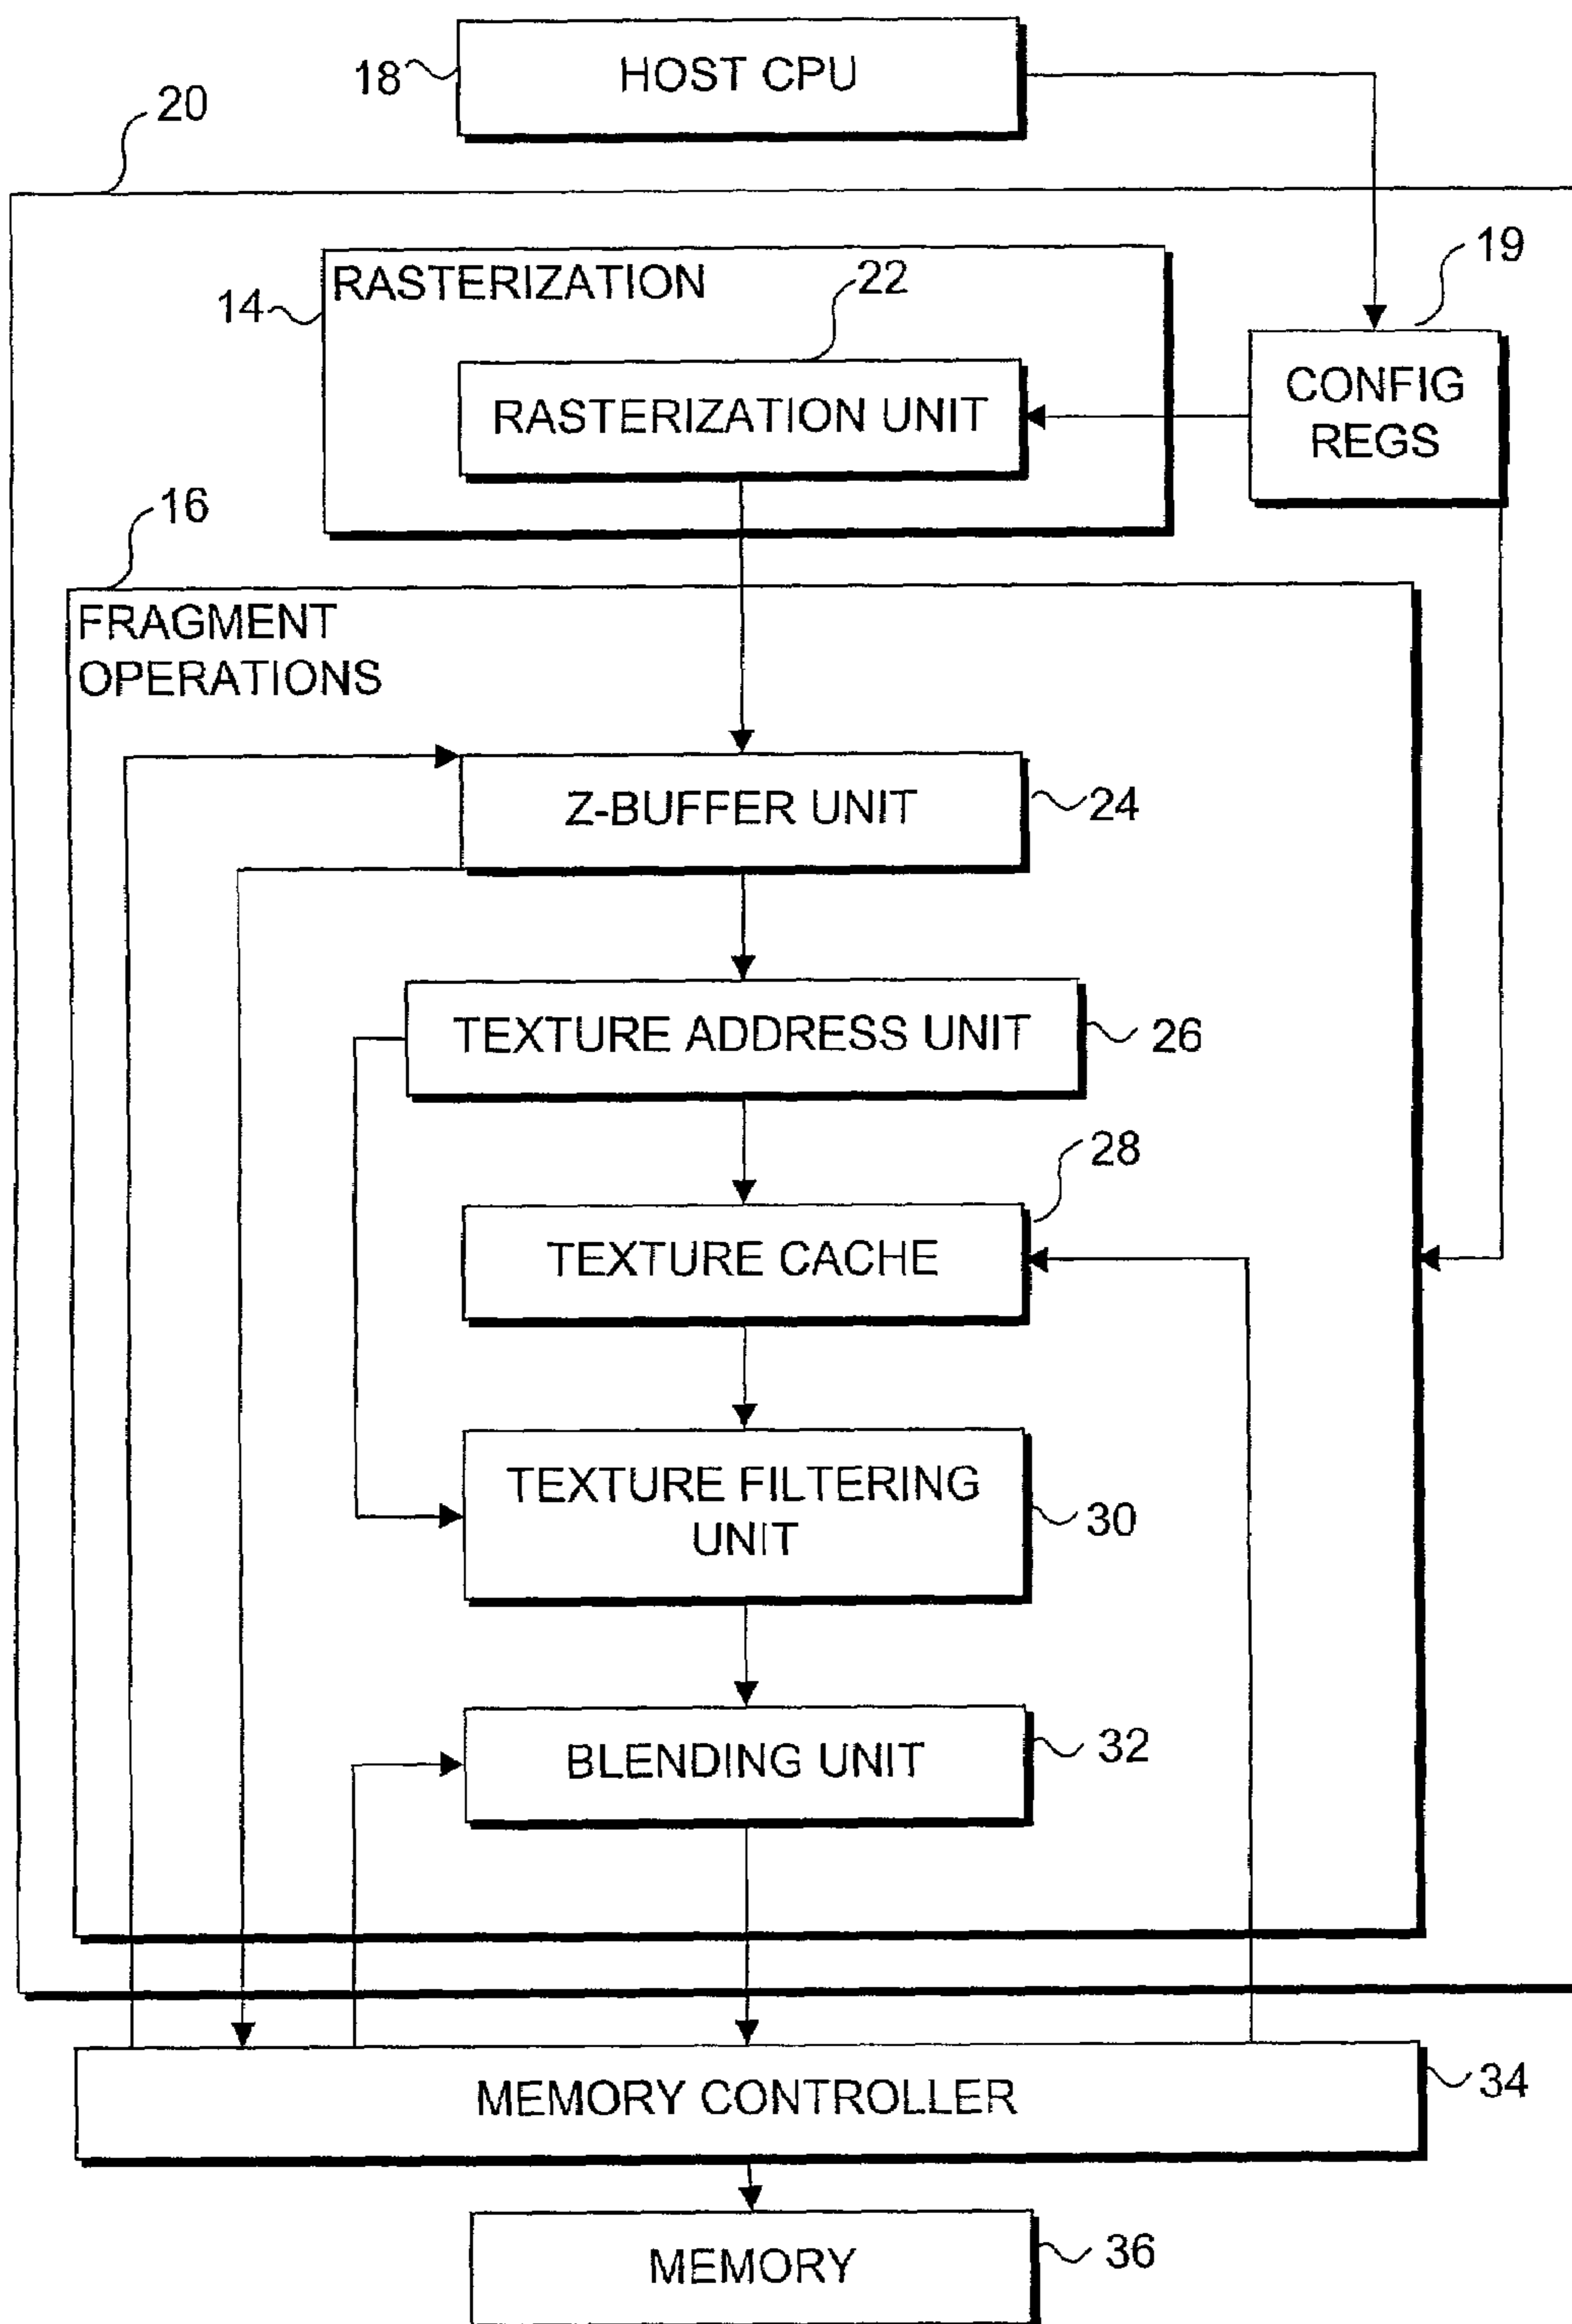 HOST CPU
18
20
RASTERIZATION
14
22
RASTERIZATION UNIT
19
CONFIG
REGS
16
FRAGMENT
OPERATIONS
Z-BUFFER UNIT
24
TEXTURE ADDRESS UNIT
26
28
TEXTURE CACHE
TEXTURE FILTERING
UNIT
30
BLENDING UNIT
32
MEMORY CONTROLLER
34
MEMORY
36